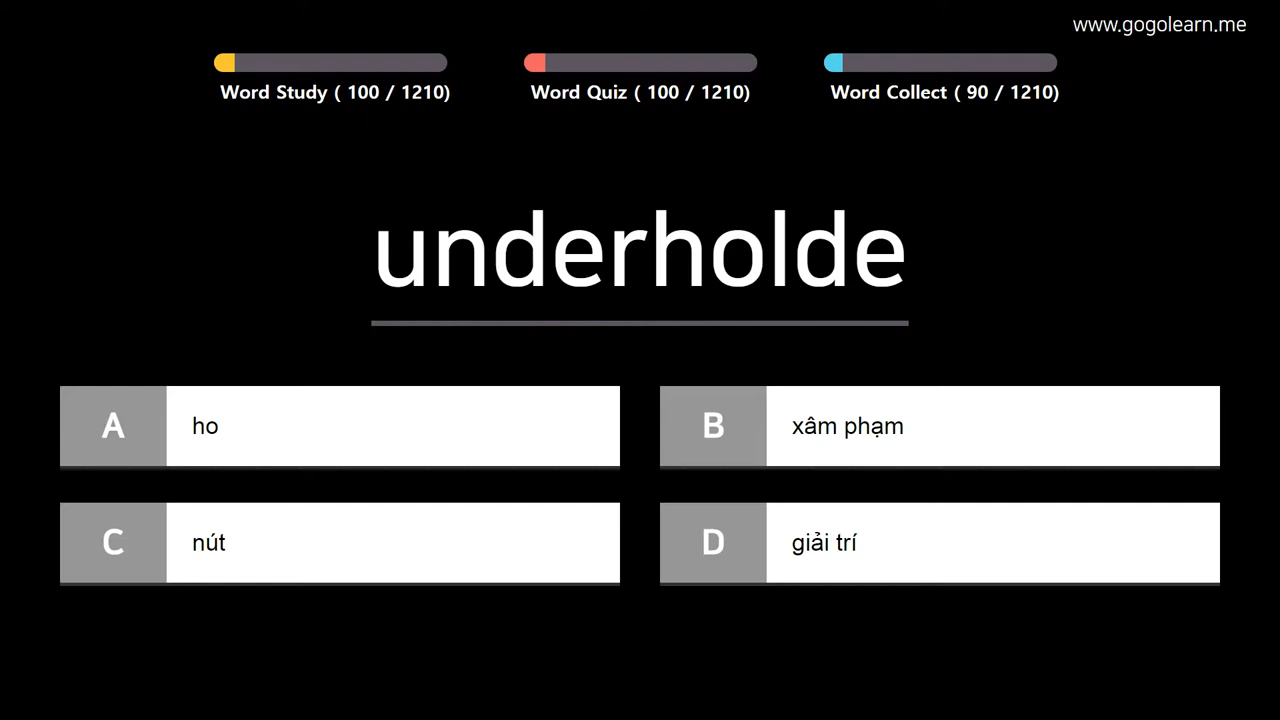 www.gogolearn.me
Word Study ( 100 / 1210)
Word Quiz ( 100 / 1210)
Word Collect ( 90 / 1210)
underholde
A ho
B xâm phạm
C nút
D giải trí